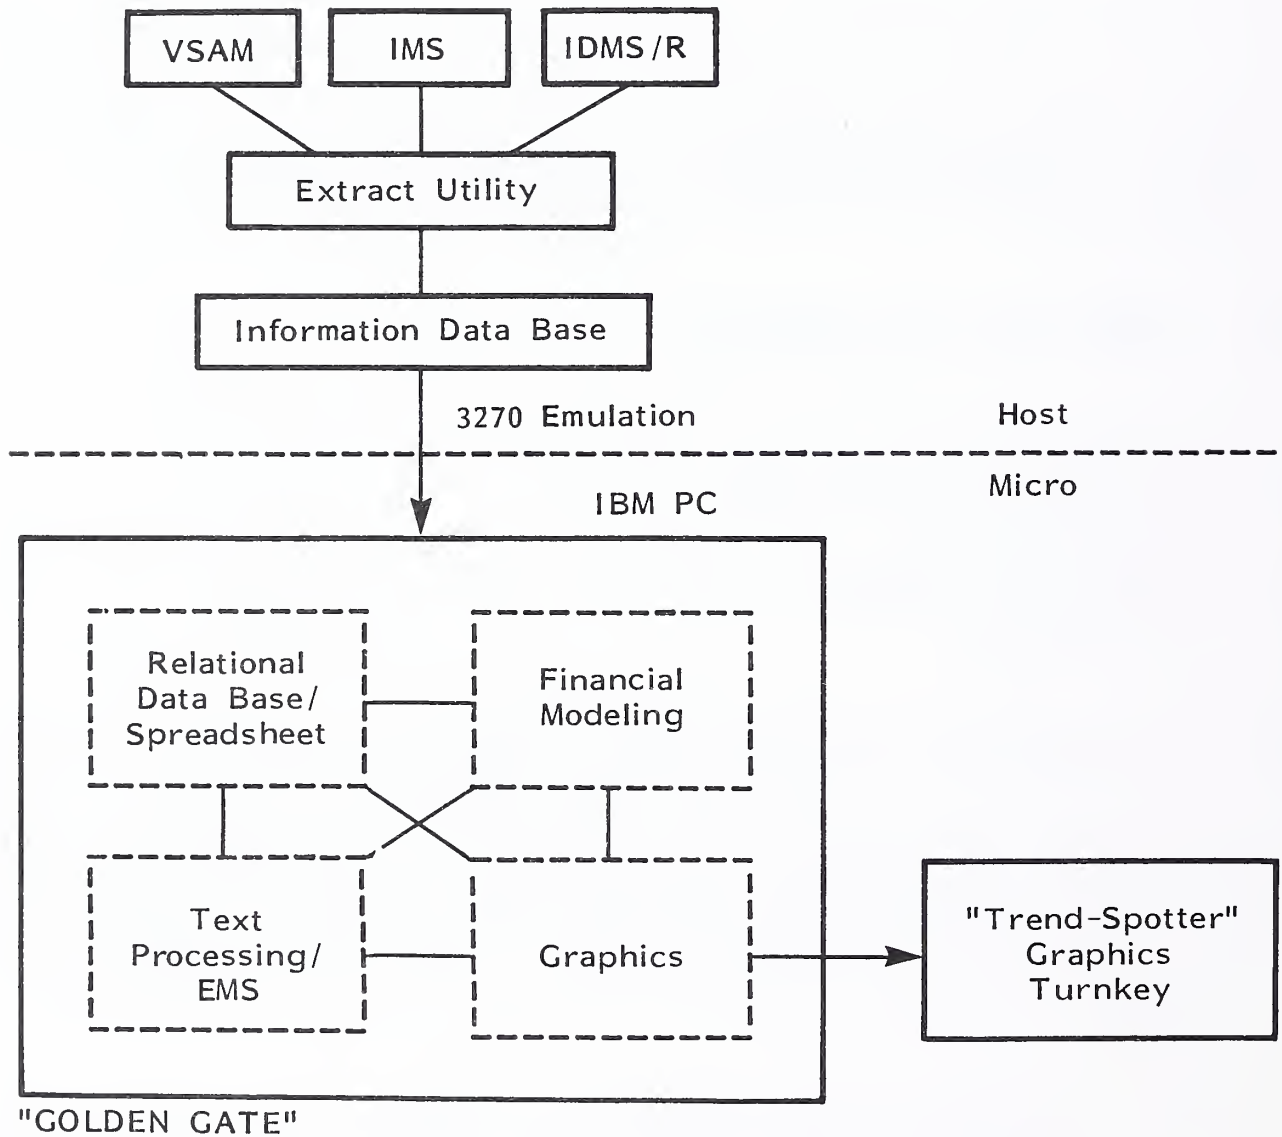 VSAM
IMS
IDMS/R
Extract Utility
Information Data Base
3270 Emulation
Host
Micro
IBM PC
Relational
Data Base/
Spreadsheet
Financial
Modeling
Text
Processing/
EMS
Graphics
"Trend-Spotter"
Graphics
Turnkey
"GOLDEN GATE"